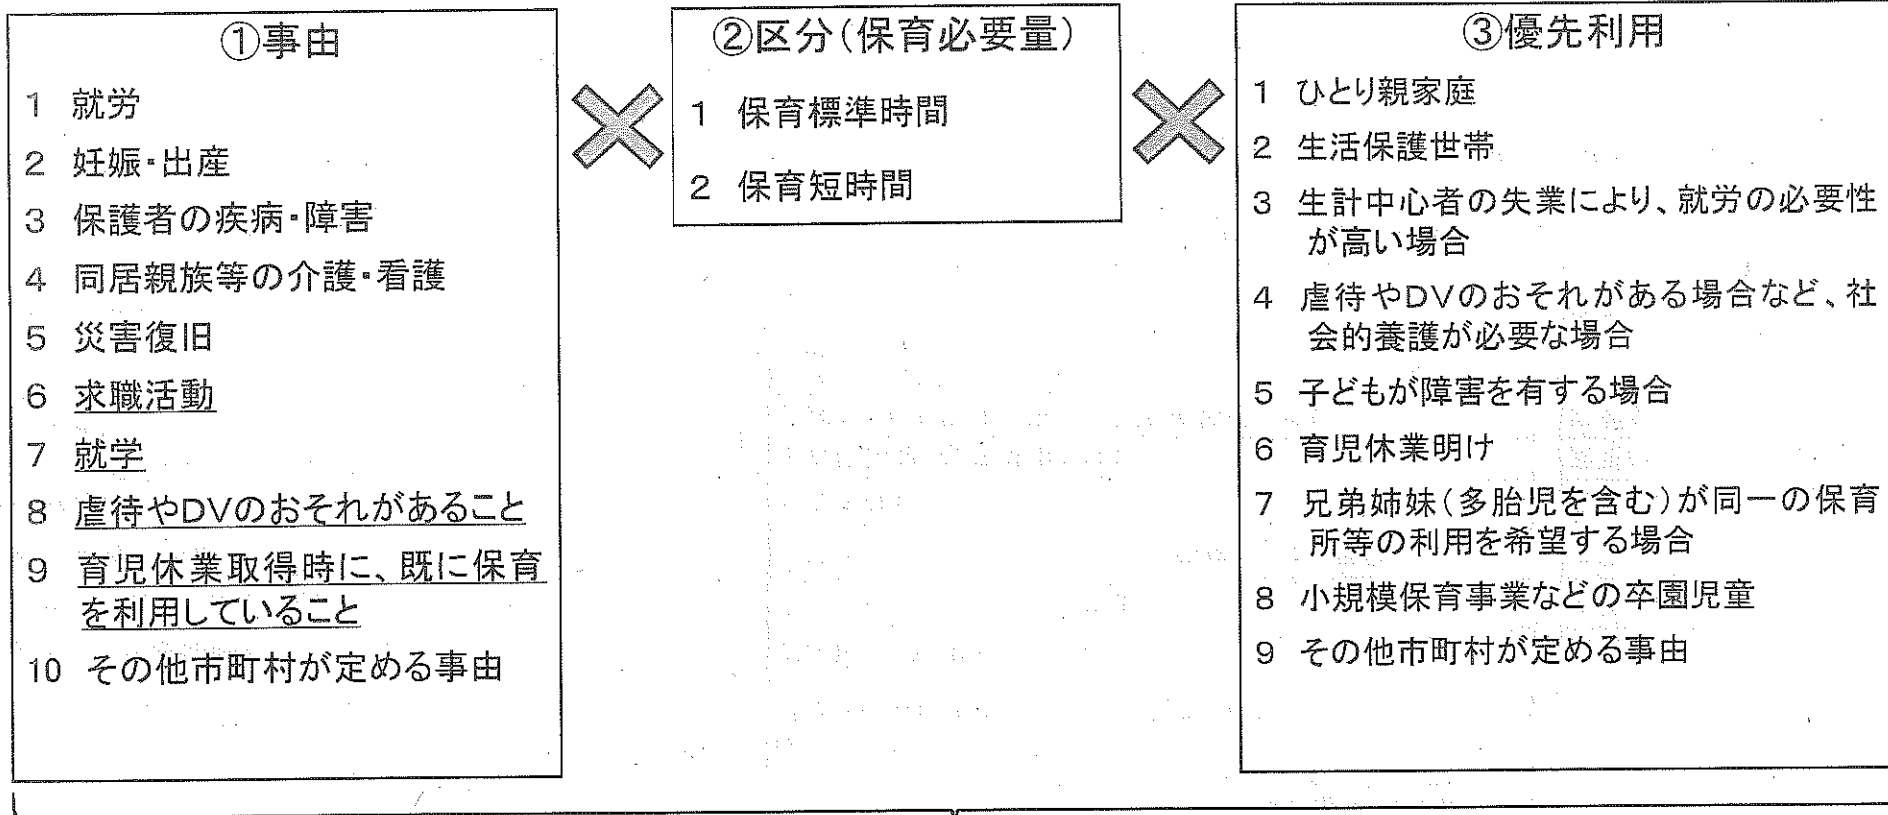 ①事由
1 就労
2 妊娠・出産
3 保護者の疾病・障害
4 同居親族等の介護・看護
5 災害復旧
6 求職活動
7 就学
8 虐待やDVのおそれがあること
9 育児休業取得時に、既に保育
を利用していること
10 その他市町村が定める事由
②区分(保育必要量)
1 保育標準時間
2 保育短時間
③優先利用
1 ひとり親家庭
2 生活保護世帯
3 生計中心者の失業により、就労の必要性
が高い場合
4 虐待やDVのおそれがある場合など、社
会的養護が必要な場合
5 子どもが障害を有する場合
6 育児休業明け
7 兄弟姉妹(多胎児を含む)が同一の保育
所等の利用を希望する場合
8 小規模保育事業などの卒園児童
9 その他市町村が定める事由